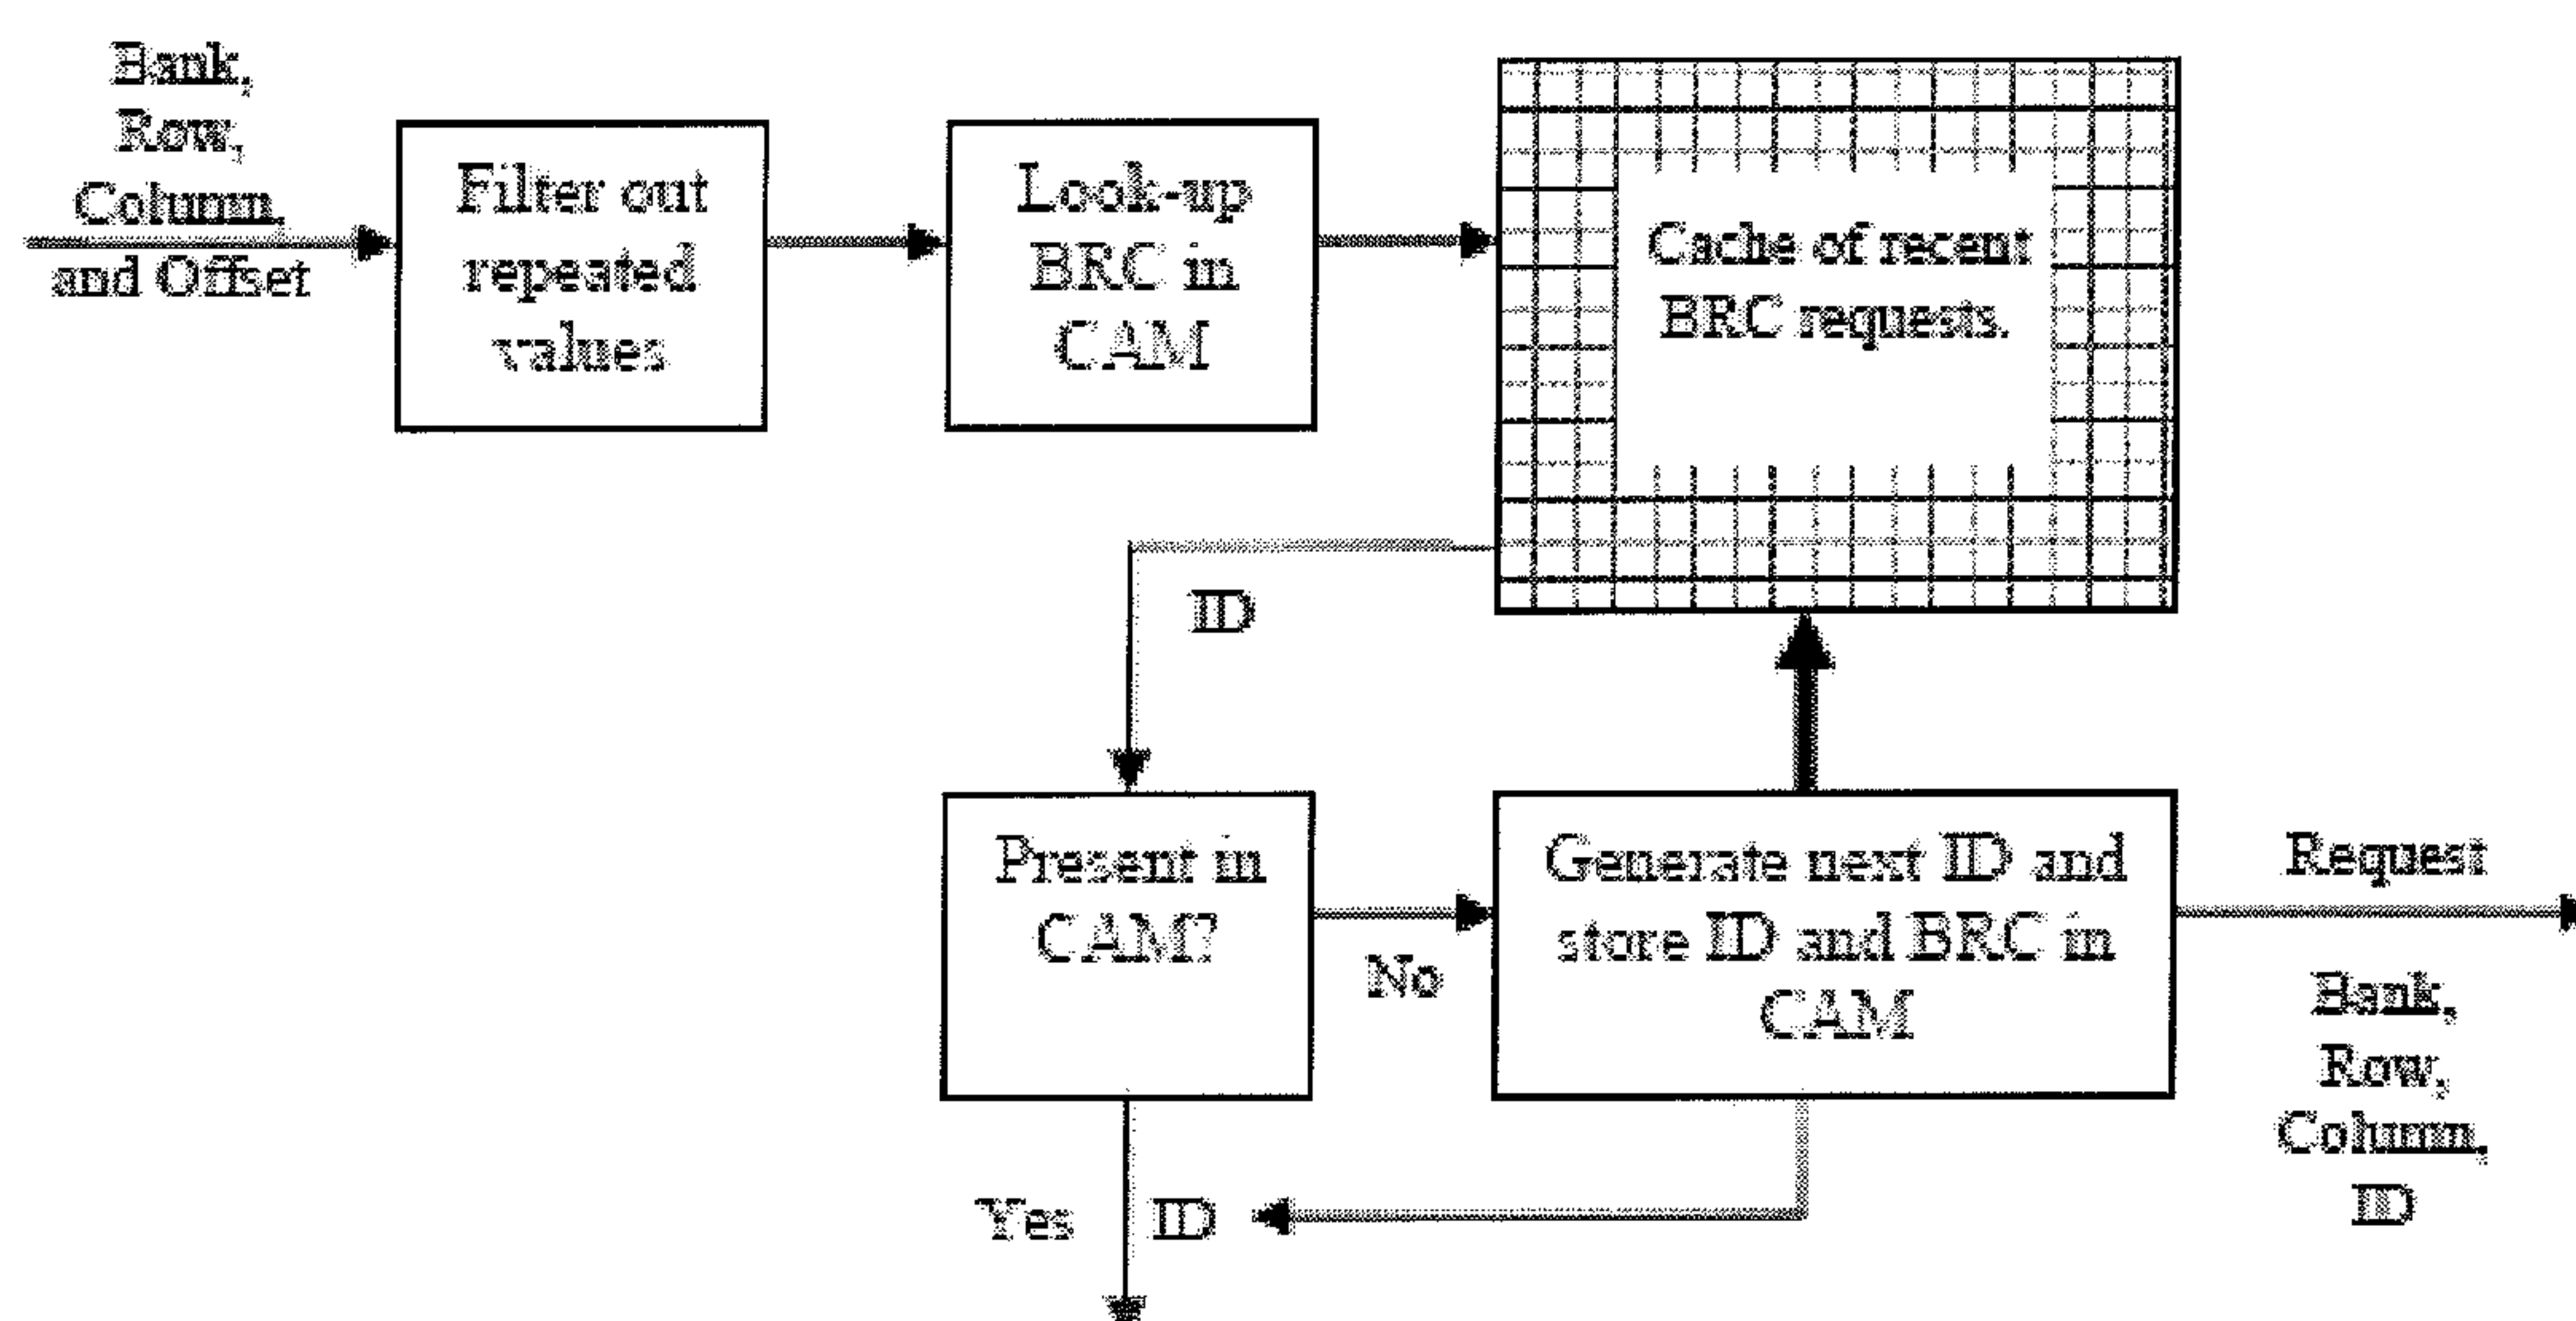 Bank,
Row,
Column,
and Offset
Filter out
repeated
values
Look-up
BRC in
CAM
Cache of recent
BRC requests.
ID
Present in
CAM?
No
Generate next ID and
store ID and BRC in
CAM
Request
Bank,
Row,
Column,
ID
Yes
ID